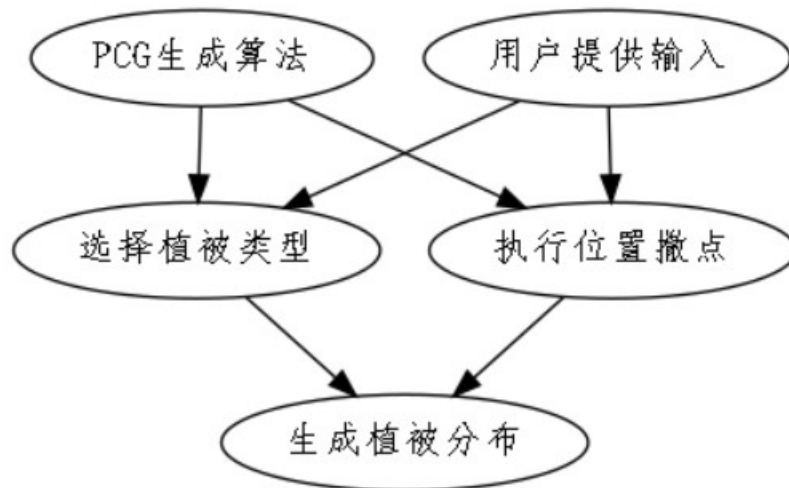 PCG生成算法
用户提供输入
选择植被类型
执行位置撒点
生成植被分布